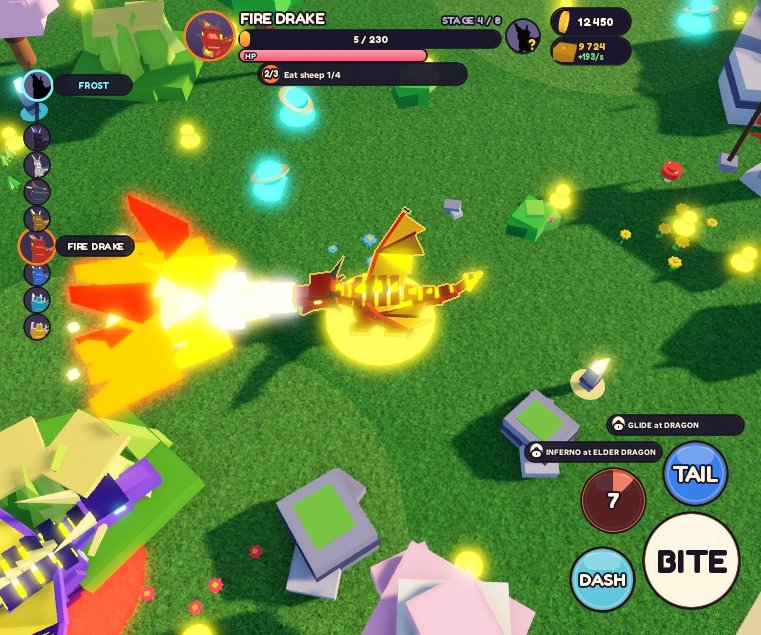 FIRE DRAKE
STAGE 4 / 8
5 / 230
HP
2/3 Eat sheep 1/4
?
12 450
9 724
+193/s
FROST
FIRE DRAKE
GLIDE at DRAGON
INFERNO at ELDER DRAGON
TAIL
7
BITE
DASH